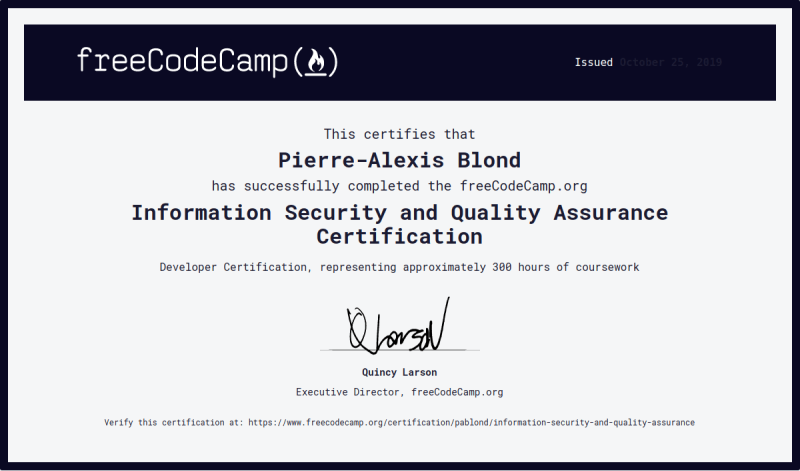 freeCodeCamp(🔥)
Issued October 25, 2019
This certifies that
Pierre-Alexis Blond
has successfully completed the freeCodeCamp.org
Information Security and Quality Assurance
Certification
Developer Certification, representing approximately 300 hours of coursework
Q Larson
Quincy Larson
Executive Director, freeCodeCamp.org
Verify this certification at: https://www.freecodecamp.org/certification/pablond/information-security-and-quality-assurance